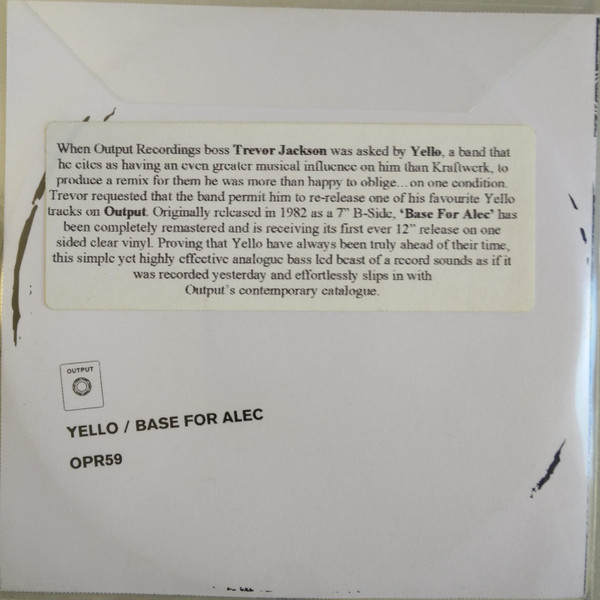 When Output Recordings boss Trevor Jackson was asked by Yello, a band that
he cites as having an even greater musical influence on him than Kraftwerk, to
produce a remix for them he was more than happy to oblige... on one condition.
Trevor requested that the band permit him to re-release one of his favourite Yello
tracks on Output. Originally released in 1982 as a 7" B-Side, 'Base For Alec' has
been completely remastered and is receiving its first ever 12" release on one
sided clear vinyl. Proving that Yello have always been truly ahead of their time,
this simple yet highly effective analogue bass led beast of a record sounds as if it
was recorded yesterday and effortlessly slips in with
Output's contemporary catalogue.
OUTPUT
YELLO / BASE FOR ALEC
OPR59